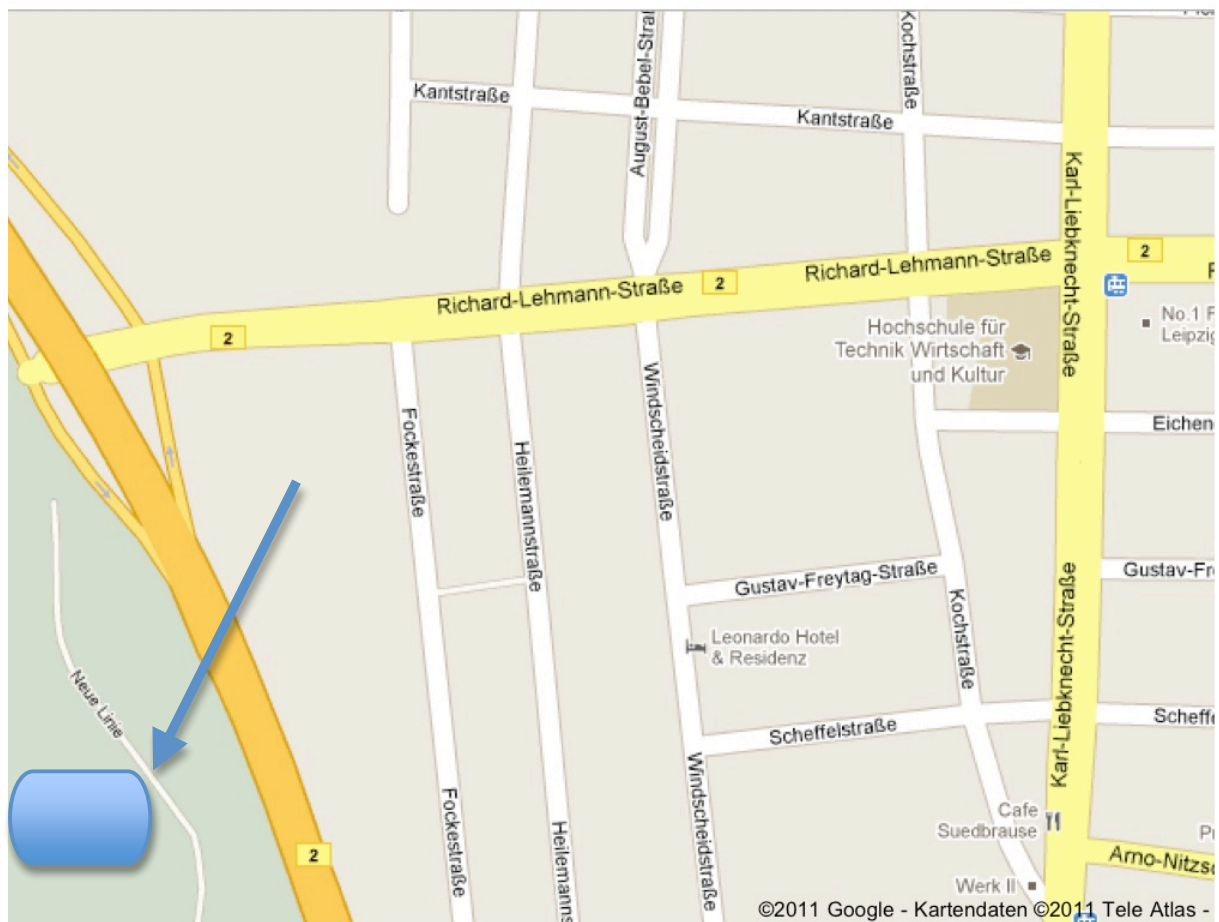 Kantstraße
Kantstraße
August-Bebel-Stra
Kochstraße
Karl-Liebknecht-Straße
2
Richard-Lehmann-Straße
2
Richard-Lehmann-Straße
2
No.1 F
Leipzig
Hochschule für
Technik Wirtschaft
und Kultur
Windscheidstraße
Fockestraße
Heilemannstraße
Eichen
Gustav-Freytag-Straße
Gustav-Fr
Kochstraße
Karl-Liebknecht-Straße
Leonardo Hotel
& Residenz
Neue Linie
Scheffelstraße
Scheffe
Windscheidstraße
Fockestraße
Heilemanns
Cafe
Suedbrause
2
Arno-Nitzsc
Werk II
©2011 Google - Kartendaten ©2011 Tele Atlas -